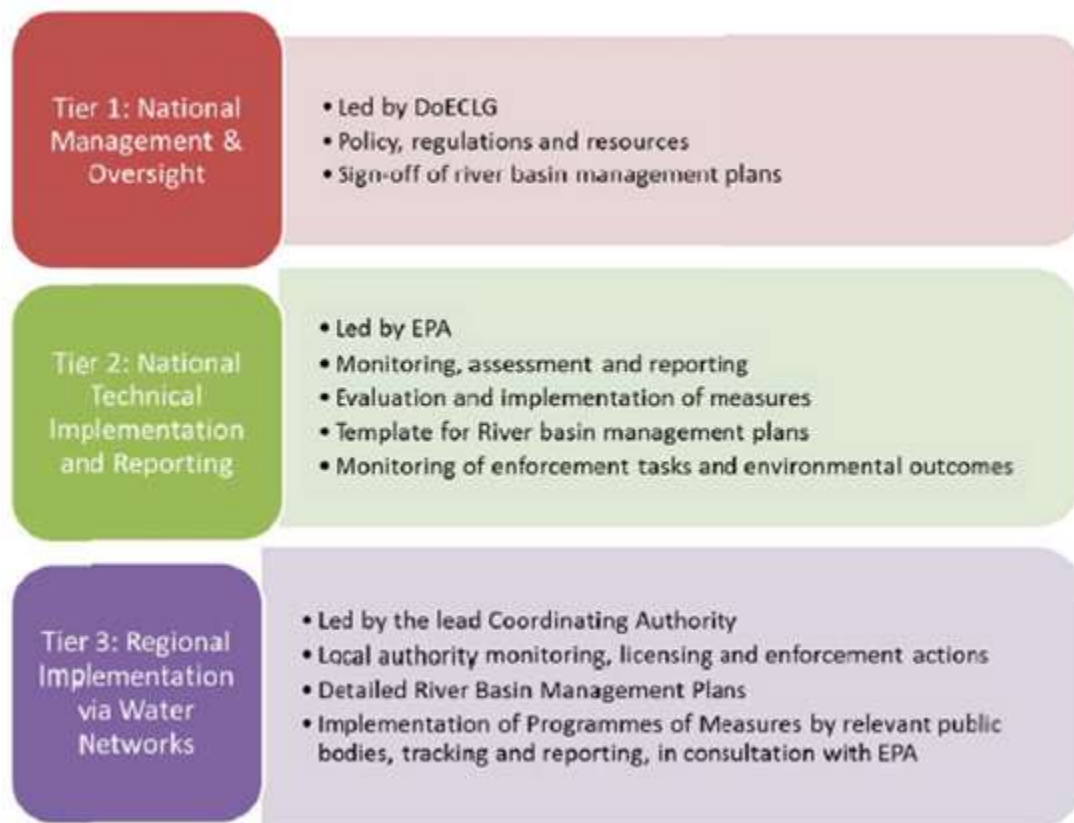 Tier 1: National
Management &
Oversight
• Led by DoECLG
• Policy, regulations and resources
• Sign-off of river basin management plans
Tier 2: National
Technical
Implementation
and Reporting
• Led by EPA
• Monitoring, assessment and reporting
• Evaluation and implementation of measures
• Template for River basin management plans
• Monitoring of enforcement tasks and environmental outcomes
Tier 3: Regional
Implementation
via Water
Networks
• Led by the lead Coordinating Authority
• Local authority monitoring, licensing and enforcement actions
• Detailed River Basin Management Plans
• Implementation of Programmes of Measures by relevant public
bodies, tracking and reporting, in consultation with EPA